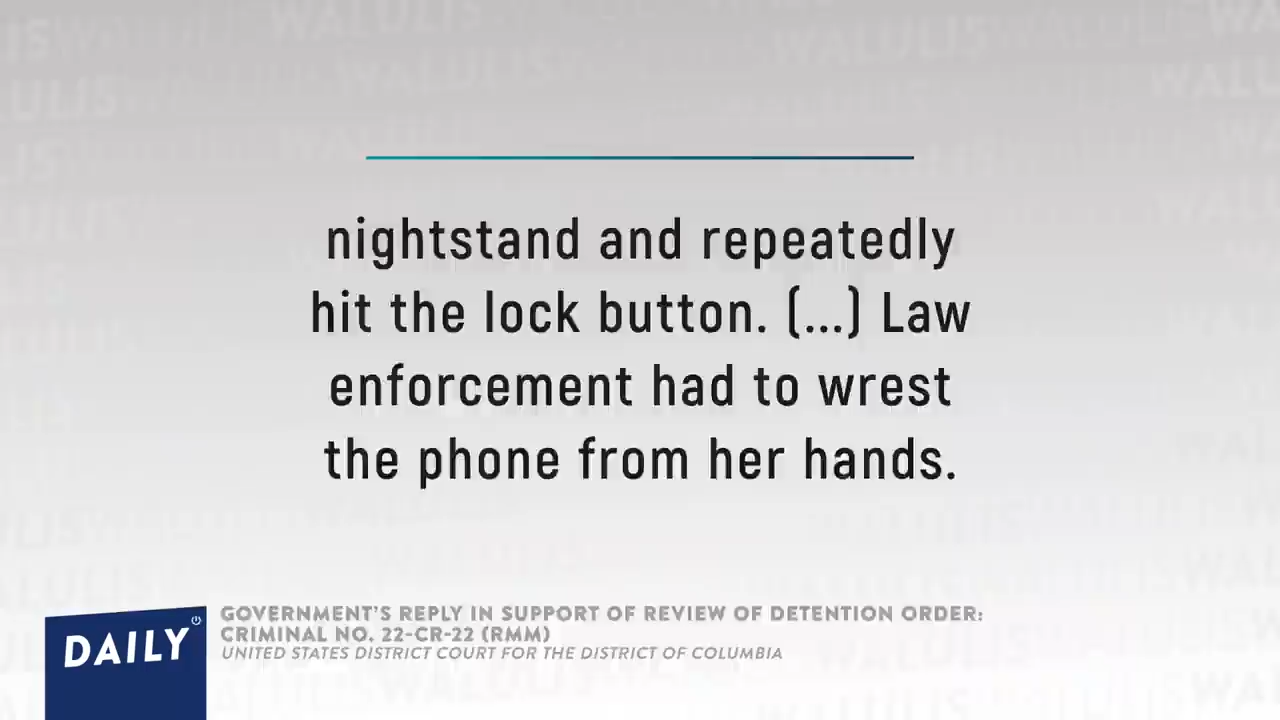 nightstand and repeatedly
hit the lock button. (...) Law
enforcement had to wrest
the phone from her hands.
GOVERNMENT'S REPLY IN SUPPORT OF REVIEW OF DETENTION ORDER:
CRIMINAL NO. 22-CR-22 (RMM)
UNITED STATES DISTRICT COURT FOR THE DISTRICT OF COLUMBIA
DAILY